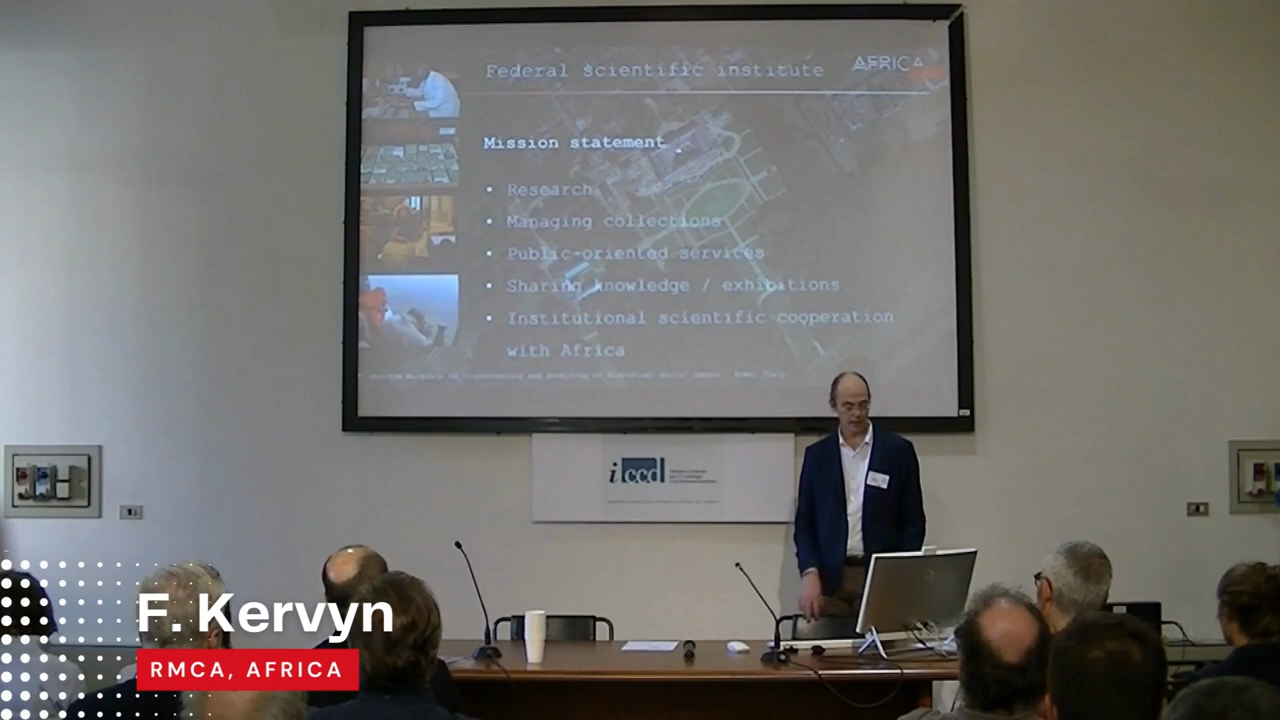 Federal scientific institute
AFRICA
Mission statement
• Research
• Managing collections
• Public-oriented services
• Sharing knowledge / exhibitions
• Institutional scientific cooperation
with Africa
iccd
F. Kervyn
RMCA, AFRICA